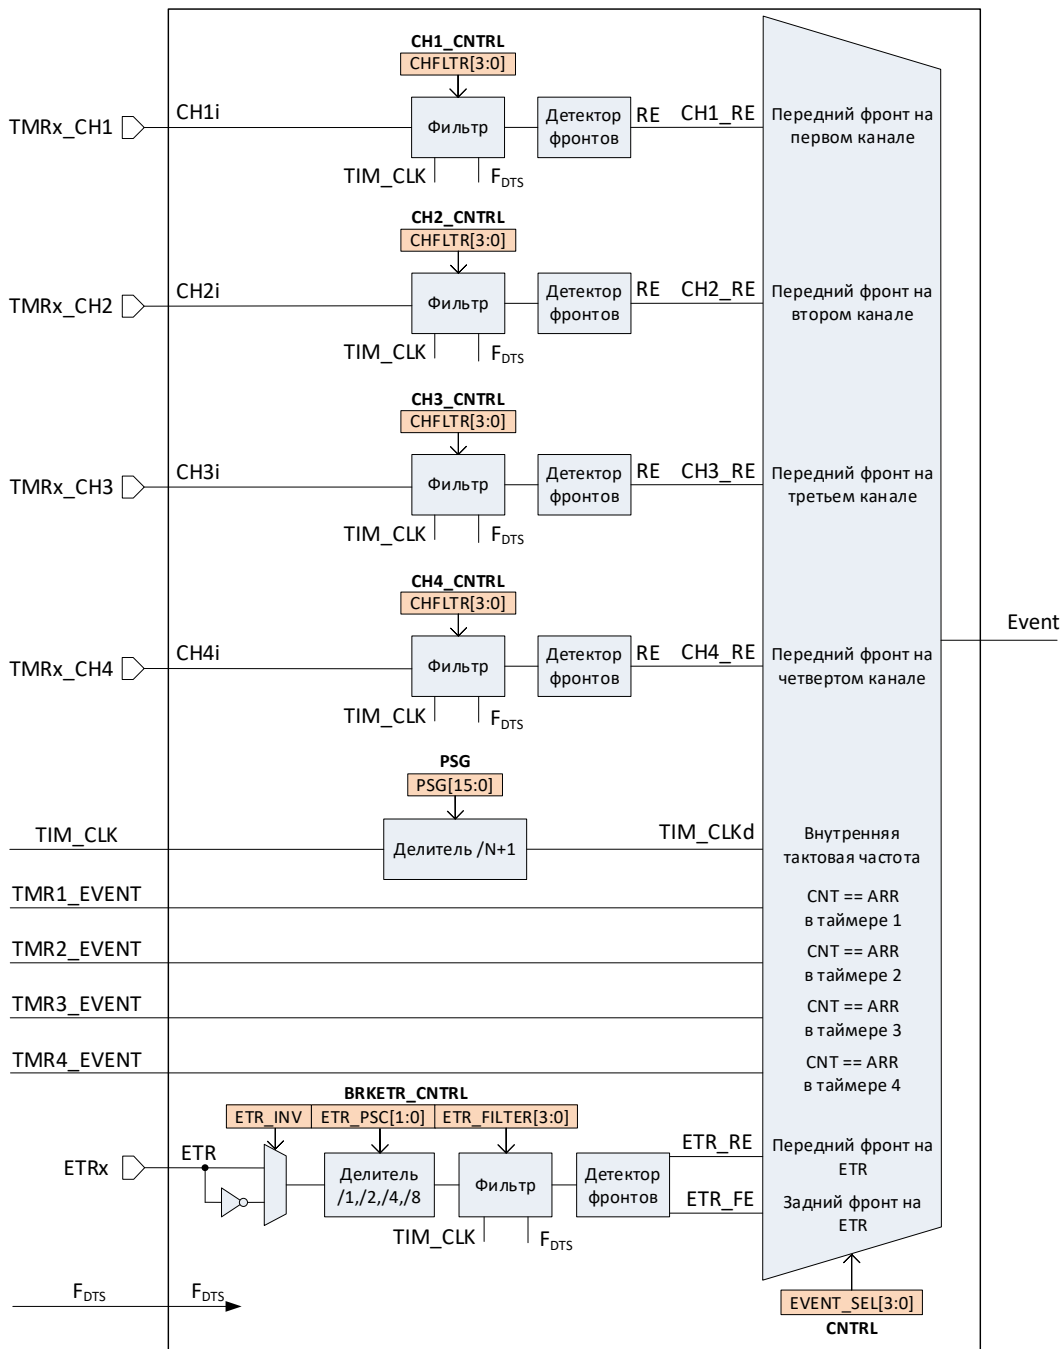 CH1_CNTRL
CHFLTR[3:0]
TMRx_CH1
CH1i
Фильтр
Детектор
фронтов
RE
CH1_RE
Передний фронт на
первом канале
TIM_CLK
FDTS
CH2_CNTRL
CHFLTR[3:0]
TMRx_CH2
CH2i
Фильтр
Детектор
фронтов
RE
CH2_RE
Передний фронт на
втором канале
TIM_CLK
FDTS
CH3_CNTRL
CHFLTR[3:0]
TMRx_CH3
CH3i
Фильтр
Детектор
фронтов
RE
CH3_RE
Передний фронт на
третьем канале
TIM_CLK
FDTS
CH4_CNTRL
CHFLTR[3:0]
Event
TMRx_CH4
CH4i
Фильтр
Детектор
фронтов
RE
CH4_RE
Передний фронт на
четвертом канале
TIM_CLK
FDTS
PSG
PSG[15:0]
TIM_CLK
Делитель /N+1
TIM_CLKd
Внутренняя
тактовая частота
TMR1_EVENT
CNT == ARR
в таймере 1
TMR2_EVENT
CNT == ARR
в таймере 2
TMR3_EVENT
CNT == ARR
в таймере 3
TMR4_EVENT
CNT == ARR
в таймере 4
BRKETR_CNTRL
ETR_INV ETR_PSC[1:0] ETR_FILTER[3:0]
ETRx
ETR
Делитель
/1,/2,/4,/8
Фильтр
Детектор
фронтов
ETR_RE
Передний фронт на
ETR
ETR_FE
Задний фронт на
ETR
TIM_CLK
FDTS
FDTS
FDTS
EVENT_SEL[3:0]
CNTRL